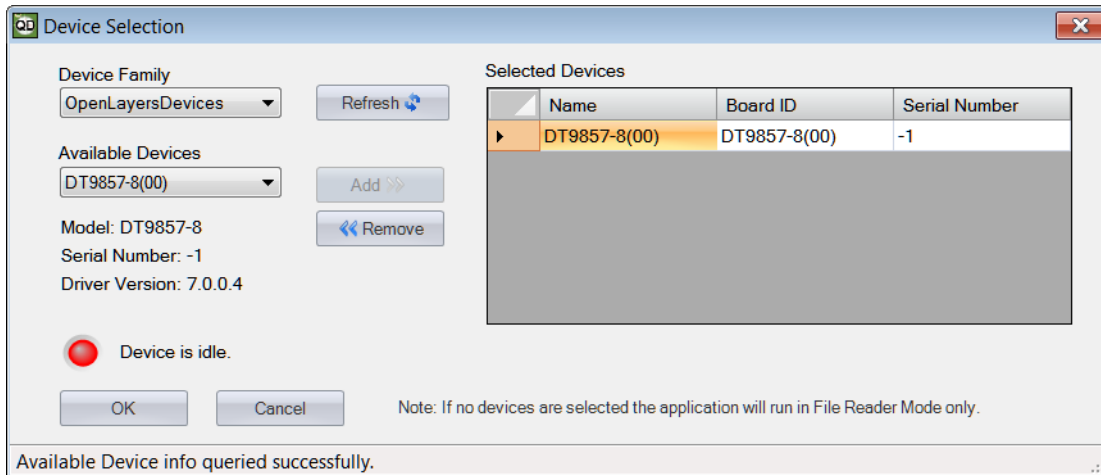 QD Device Selection
Device Family
OpenLayersDevices
Refresh
Available Devices
DT9857-8(00)
Add
Remove
Model: DT9857-8
Serial Number: -1
Driver Version: 7.0.0.4
Selected Devices
Name Board ID Serial Number
DT9857-8(00) DT9857-8(00) -1
Device is idle.
OK Cancel
Note: If no devices are selected the application will run in File Reader Mode only.
Available Device info queried successfully.